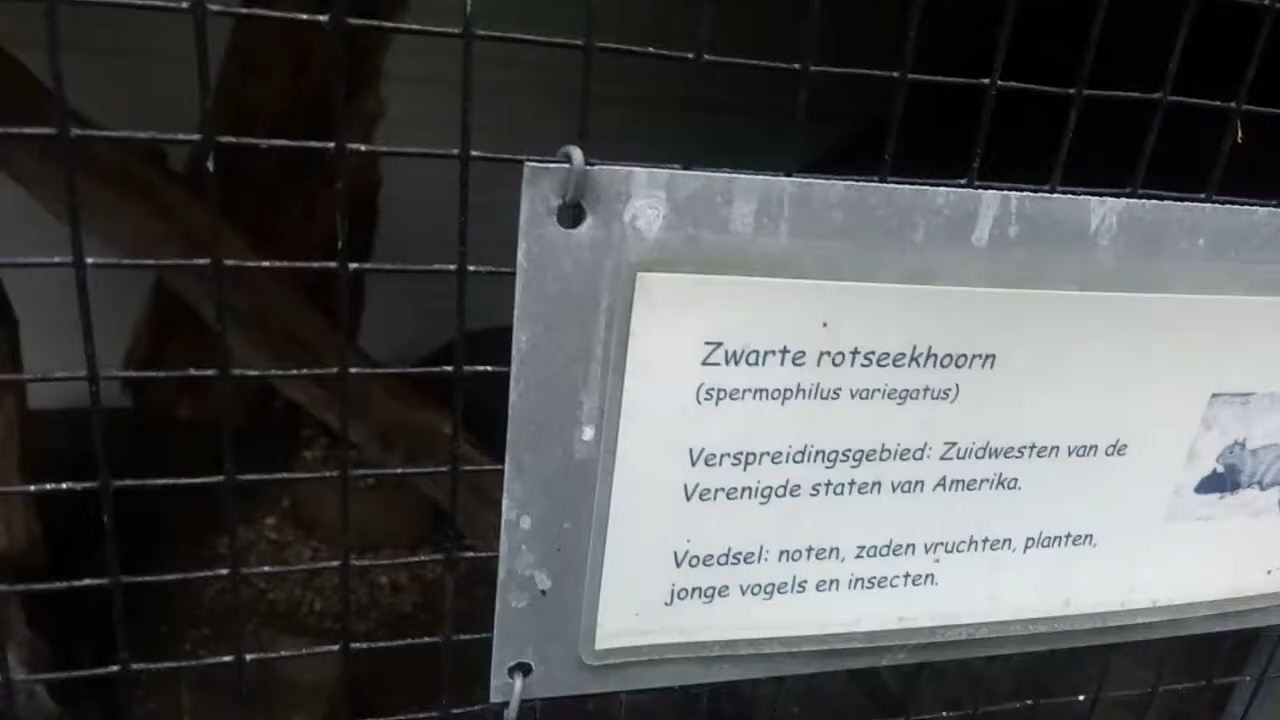 Zwarte rotseekhoorn
(spermophilus variegatus)
Verspreidingsgebied: Zuidwesten van de
Verenigde staten van Amerika.
Voedsel: noten, zaden vruchten, planten,
jonge vogels en insecten.